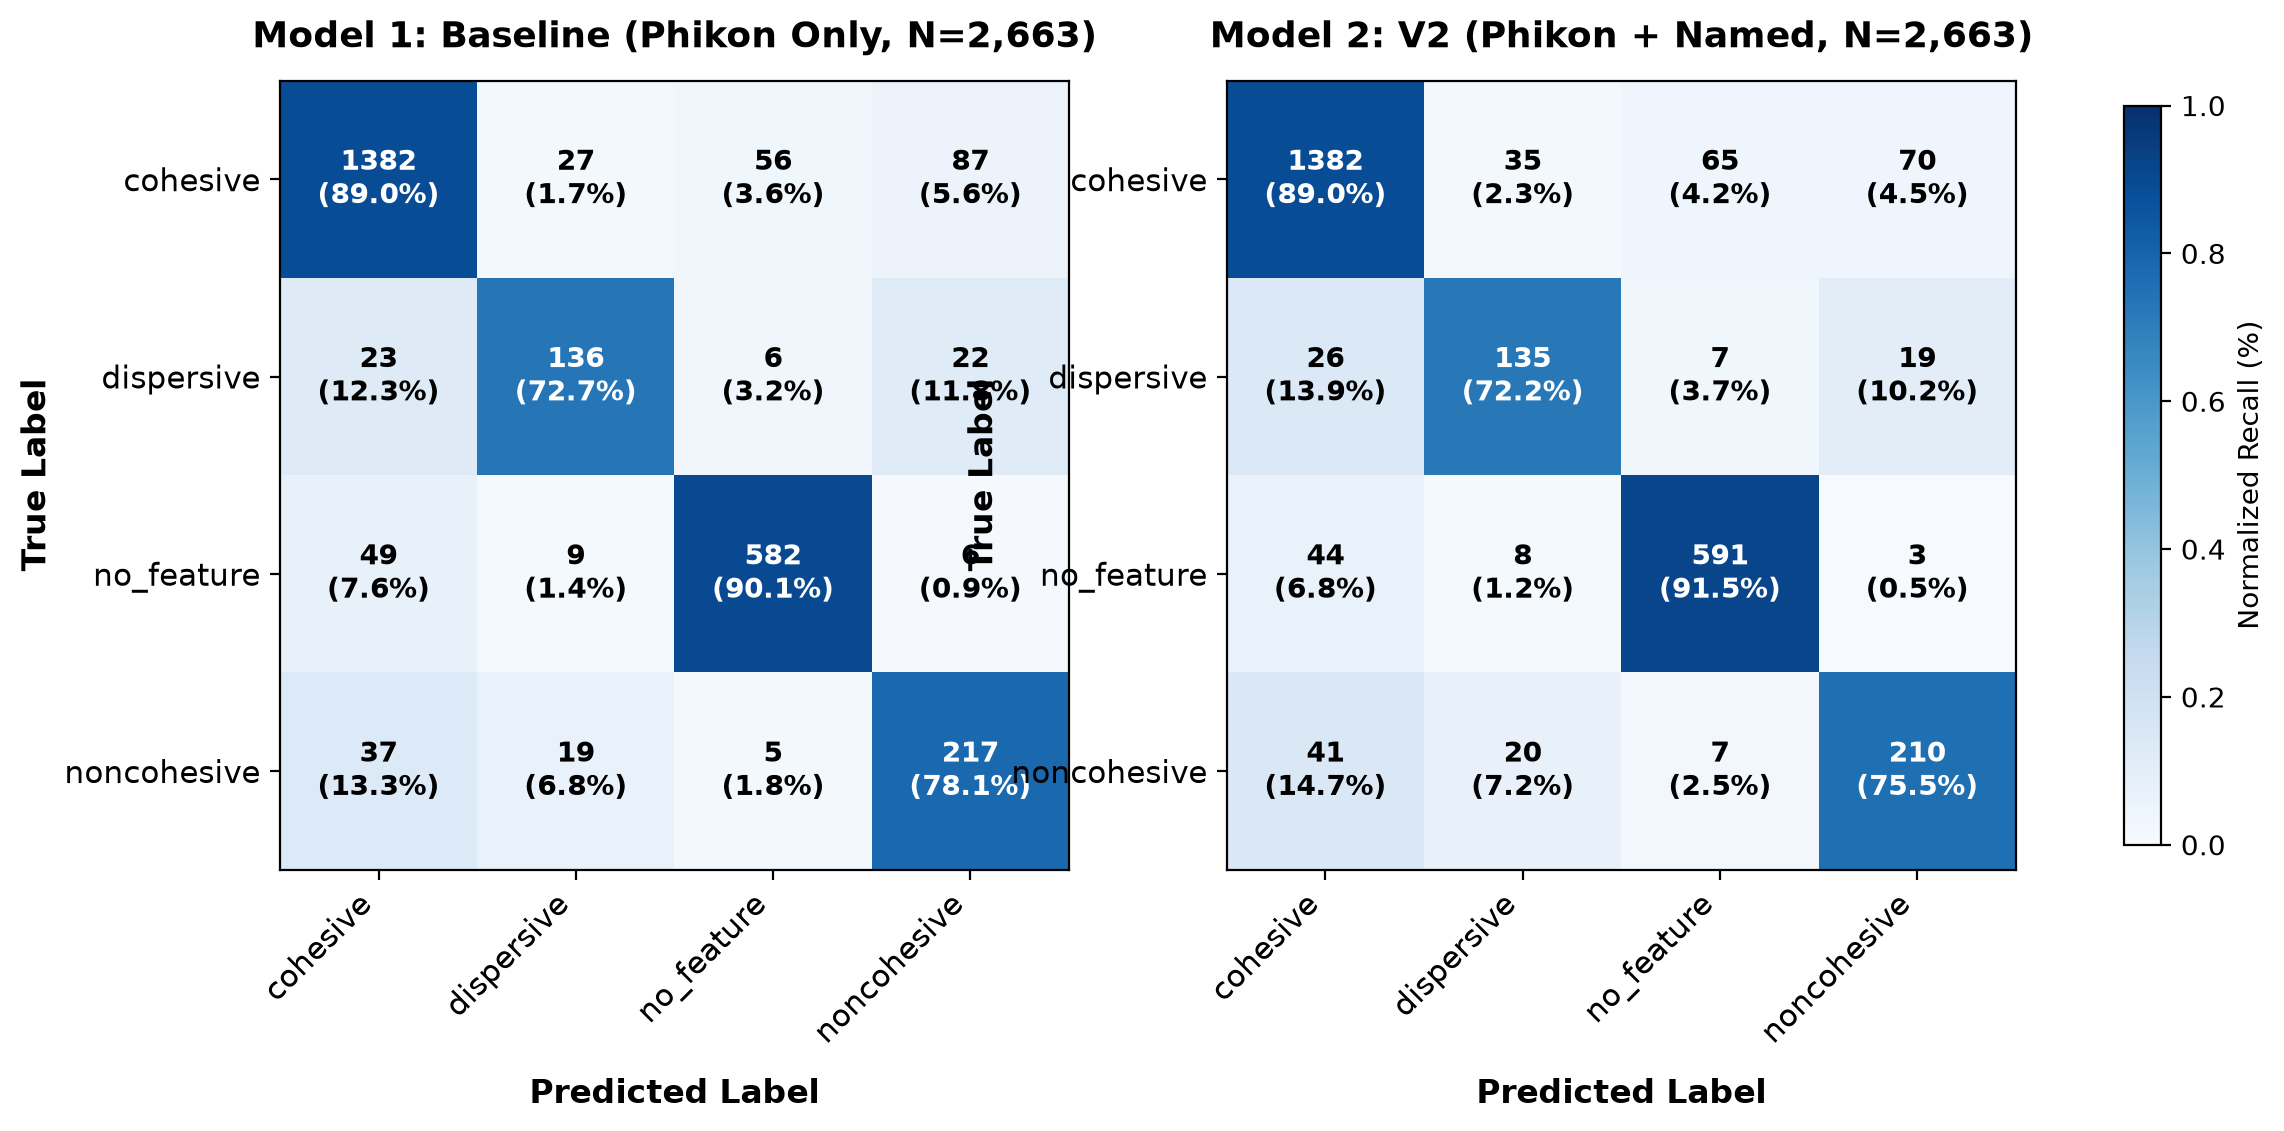 Model 1: Baseline (Phikon Only, N=2,663)
True Label
cohesive
1382
(89.0%)
27
(1.7%)
56
(3.6%)
87
(5.6%)
dispersive
23
(12.3%)
136
(72.7%)
6
(3.2%)
22
no_feature
49
(7.6%)
9
(1.4%)
582
(90.1%)
(0.9%)
noncohesive
37
(13.3%)
19
(6.8%)
5
(1.8%)
217
(78.1%)
cohesive
dispersive
no_feature
noncohesive
Predicted Label
Model 2: V2 (Phikon + Named, N=2,663)
True Label
cohesive
1382
(89.0%)
35
(2.3%)
65
(4.2%)
70
(4.5%)
dispersive
26
(13.9%)
135
(72.2%)
7
(3.7%)
19
(10.2%)
no_feature
44
(6.8%)
8
(1.2%)
591
(91.5%)
3
(0.5%)
noncohesive
41
(14.7%)
20
(7.2%)
7
(2.5%)
210
(75.5%)
cohesive
dispersive
no_feature
noncohesive
Predicted Label
1.0
0.8
0.6
0.4
0.2
0.0
Normalized Recall (%)